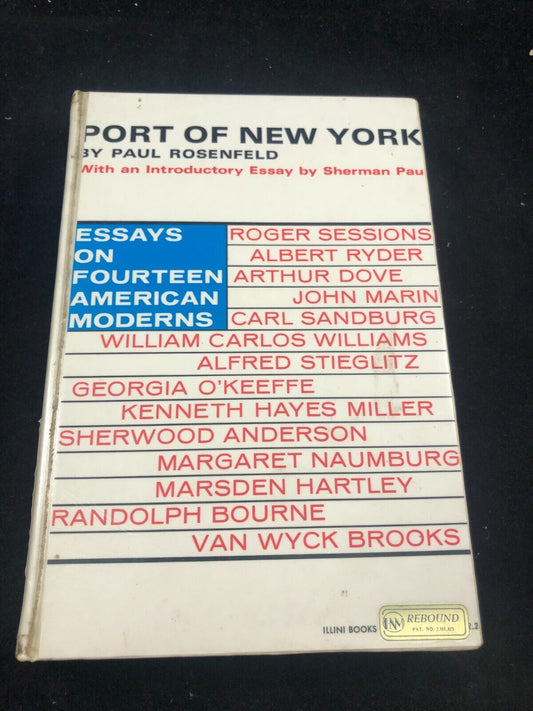 PORT OF NEW YORK
BY PAUL ROSENFELD
With an Introductory Essay by Sherman Pau
ESSAYS
ON
FOURTEEN
AMERICAN
MODERNS
ROGER SESSIONS
ALBERT RYDER
ARTHUR DOVE
JOHN MARIN
CARL SANDBURG
WILLIAM CARLOS WILLIAMS
ALFRED STIEGLITZ
GEORGIA O'KEEFFE
KENNETH HAYES MILLER
SHERWOOD ANDERSON
MARGARET NAUMBURG
MARSDEN HARTLEY
RANDOLPH BOURNE
VAN WYCK BROOKS
ILLINI BOOKS
REBOUND
PAT. NO.